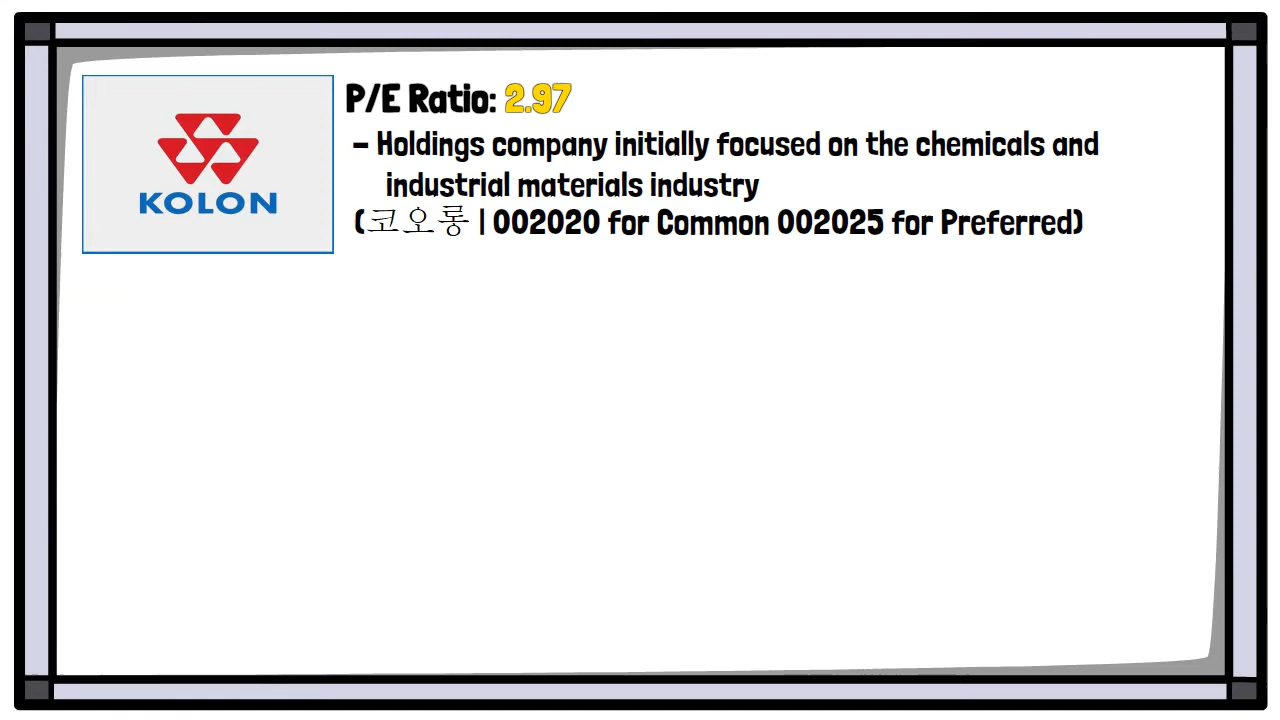 KOLON
P/E Ratio: 2.97
- Holdings company initially focused on the chemicals and
industrial materials industry
(코오롱 | 002020 for Common 002025 for Preferred)